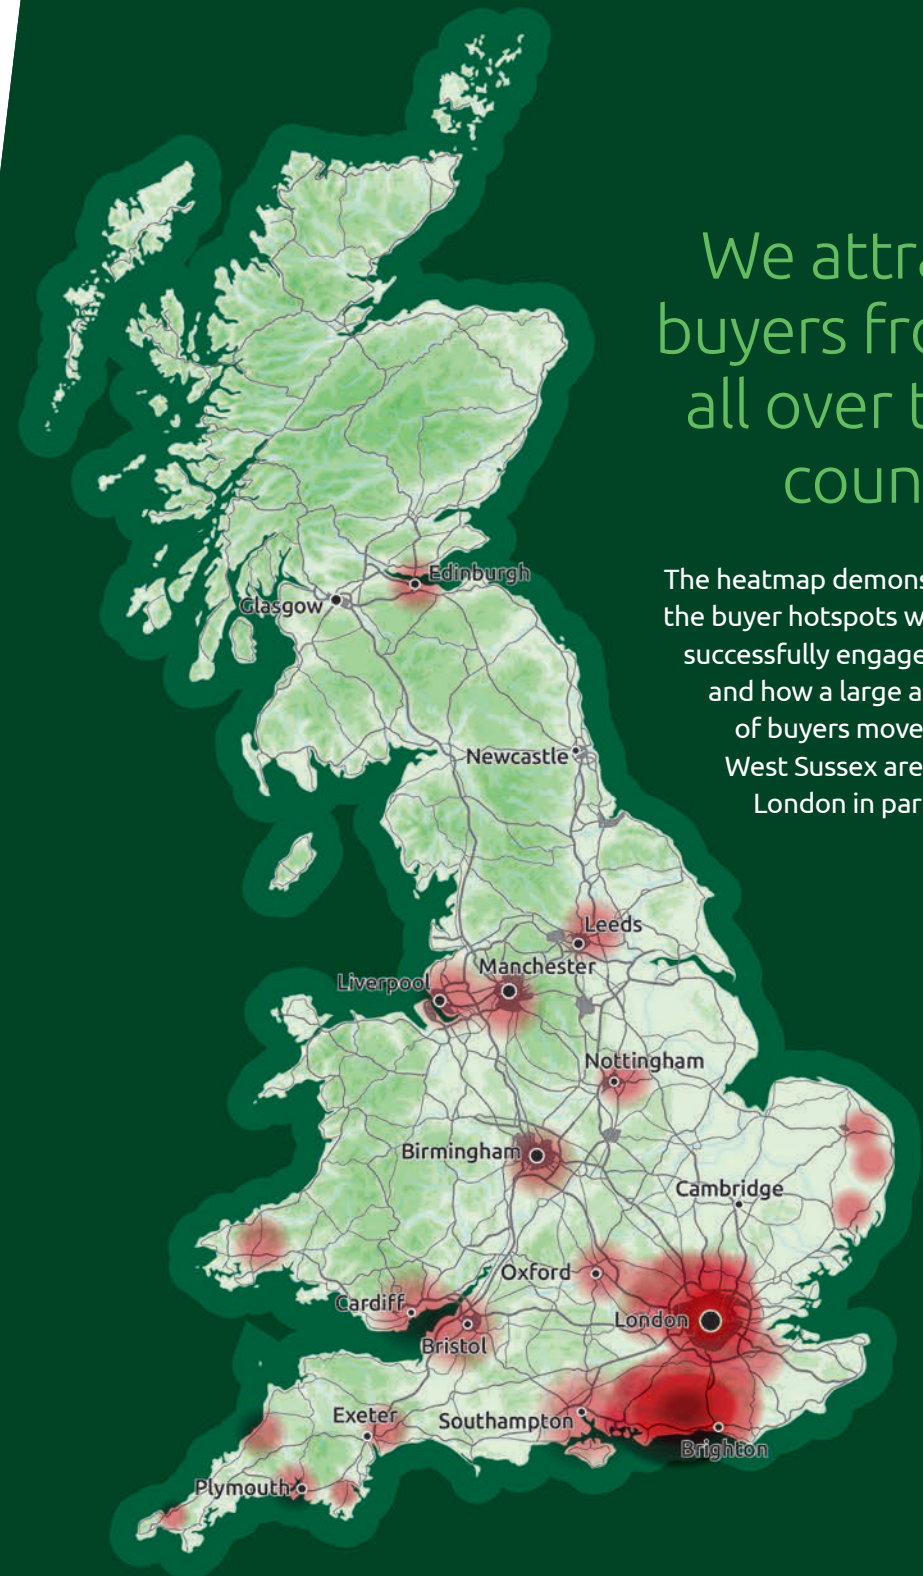 We attra
buyers fro
all over t
coun
The heatmap demons
the buyer hotspots w
successfully engage
and how a large a
of buyers move
West Sussex are
London in par
Edinburgh
Glasgow
Newcastle
Leeds
Manchester
Liverpool
Nottingham
Birmingham
Cambridge
Oxford
Cardiff
London
Bristol
Exeter
Southampton
Brighton
Plymouth